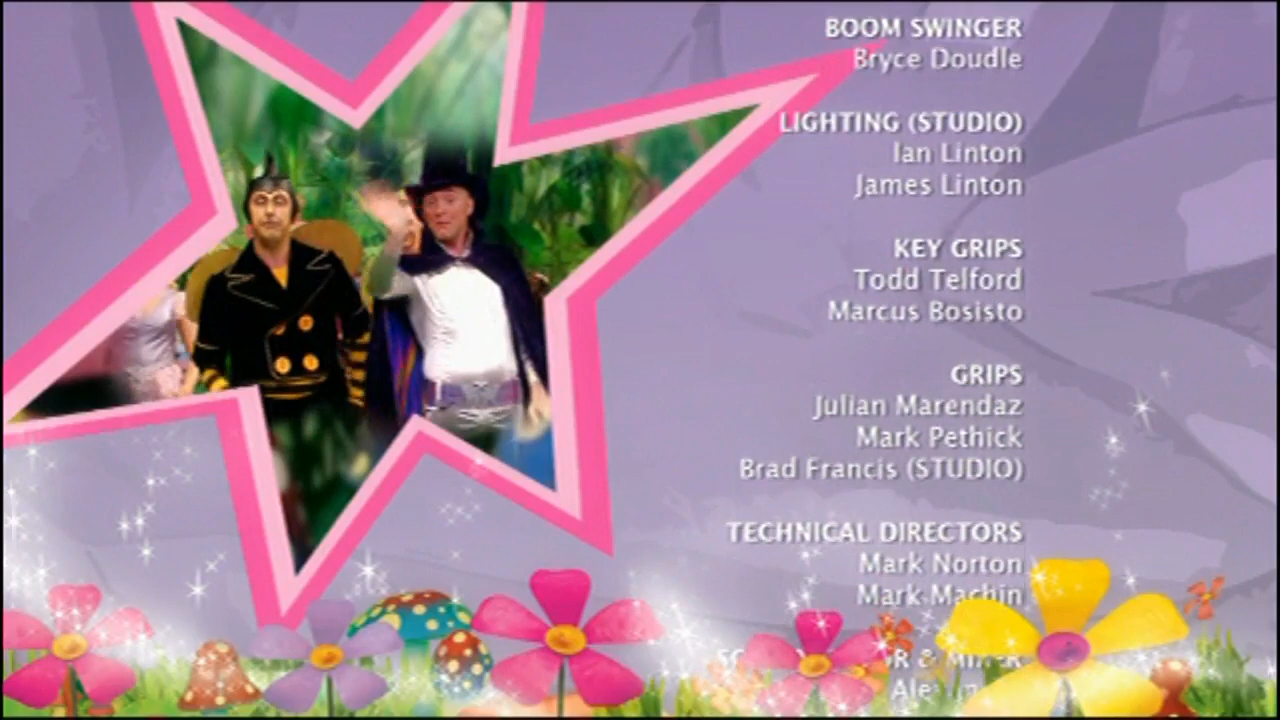 BOOM SWINGER
Bryce Doudle
LIGHTING (STUDIO)
Ian Linton
James Linton
KEY GRIPS
Todd Telford
Marcus Bosisto
GRIPS
Julian Marendaz
Mark Pethick
Brad Francis (STUDIO)
TECHNICAL DIRECTORS
Mark Norton
Mark Machin